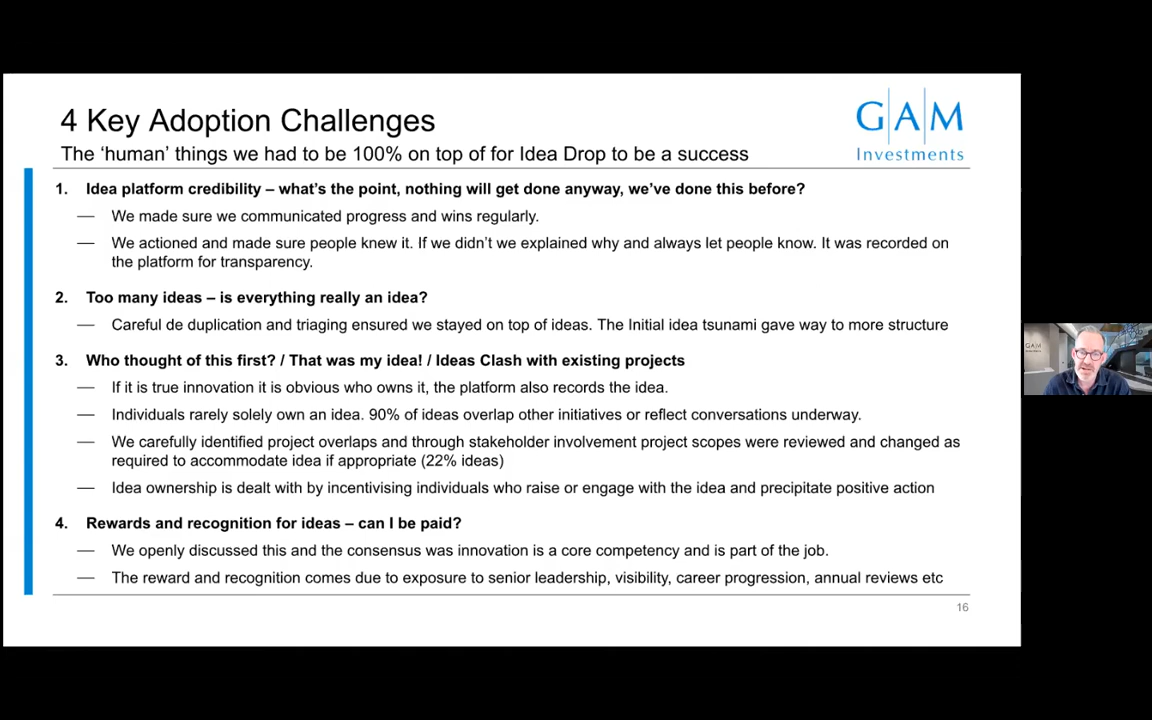 4 Key Adoption Challenges
The ‘human’ things we had to be 100% on top of for Idea Drop to be a success
GAM
Investments
1. Idea platform credibility – what’s the point, nothing will get done anyway, we’ve done this before?
— We made sure we communicated progress and wins regularly.
— We actioned and made sure people knew it. If we didn’t we explained why and always let people know. It was recorded on
the platform for transparency.
2. Too many ideas – is everything really an idea?
— Careful de duplication and triaging ensured we stayed on top of ideas. The Initial idea tsunami gave way to more structure
3. Who thought of this first? / That was my idea! / Ideas Clash with existing projects
— If it is true innovation it is obvious who owns it, the platform also records the idea.
— Individuals rarely solely own an idea. 90% of ideas overlap other initiatives or reflect conversations underway.
— We carefully identified project overlaps and through stakeholder involvement project scopes were reviewed and changed as
required to accommodate idea if appropriate (22% ideas)
— Idea ownership is dealt with by incentivising individuals who raise or engage with the idea and precipitate positive action
4. Rewards and recognition for ideas – can I be paid?
— We openly discussed this and the consensus was innovation is a core competency and is part of the job.
— The reward and recognition comes due to exposure to senior leadership, visibility, career progression, annual reviews etc
16
GAM